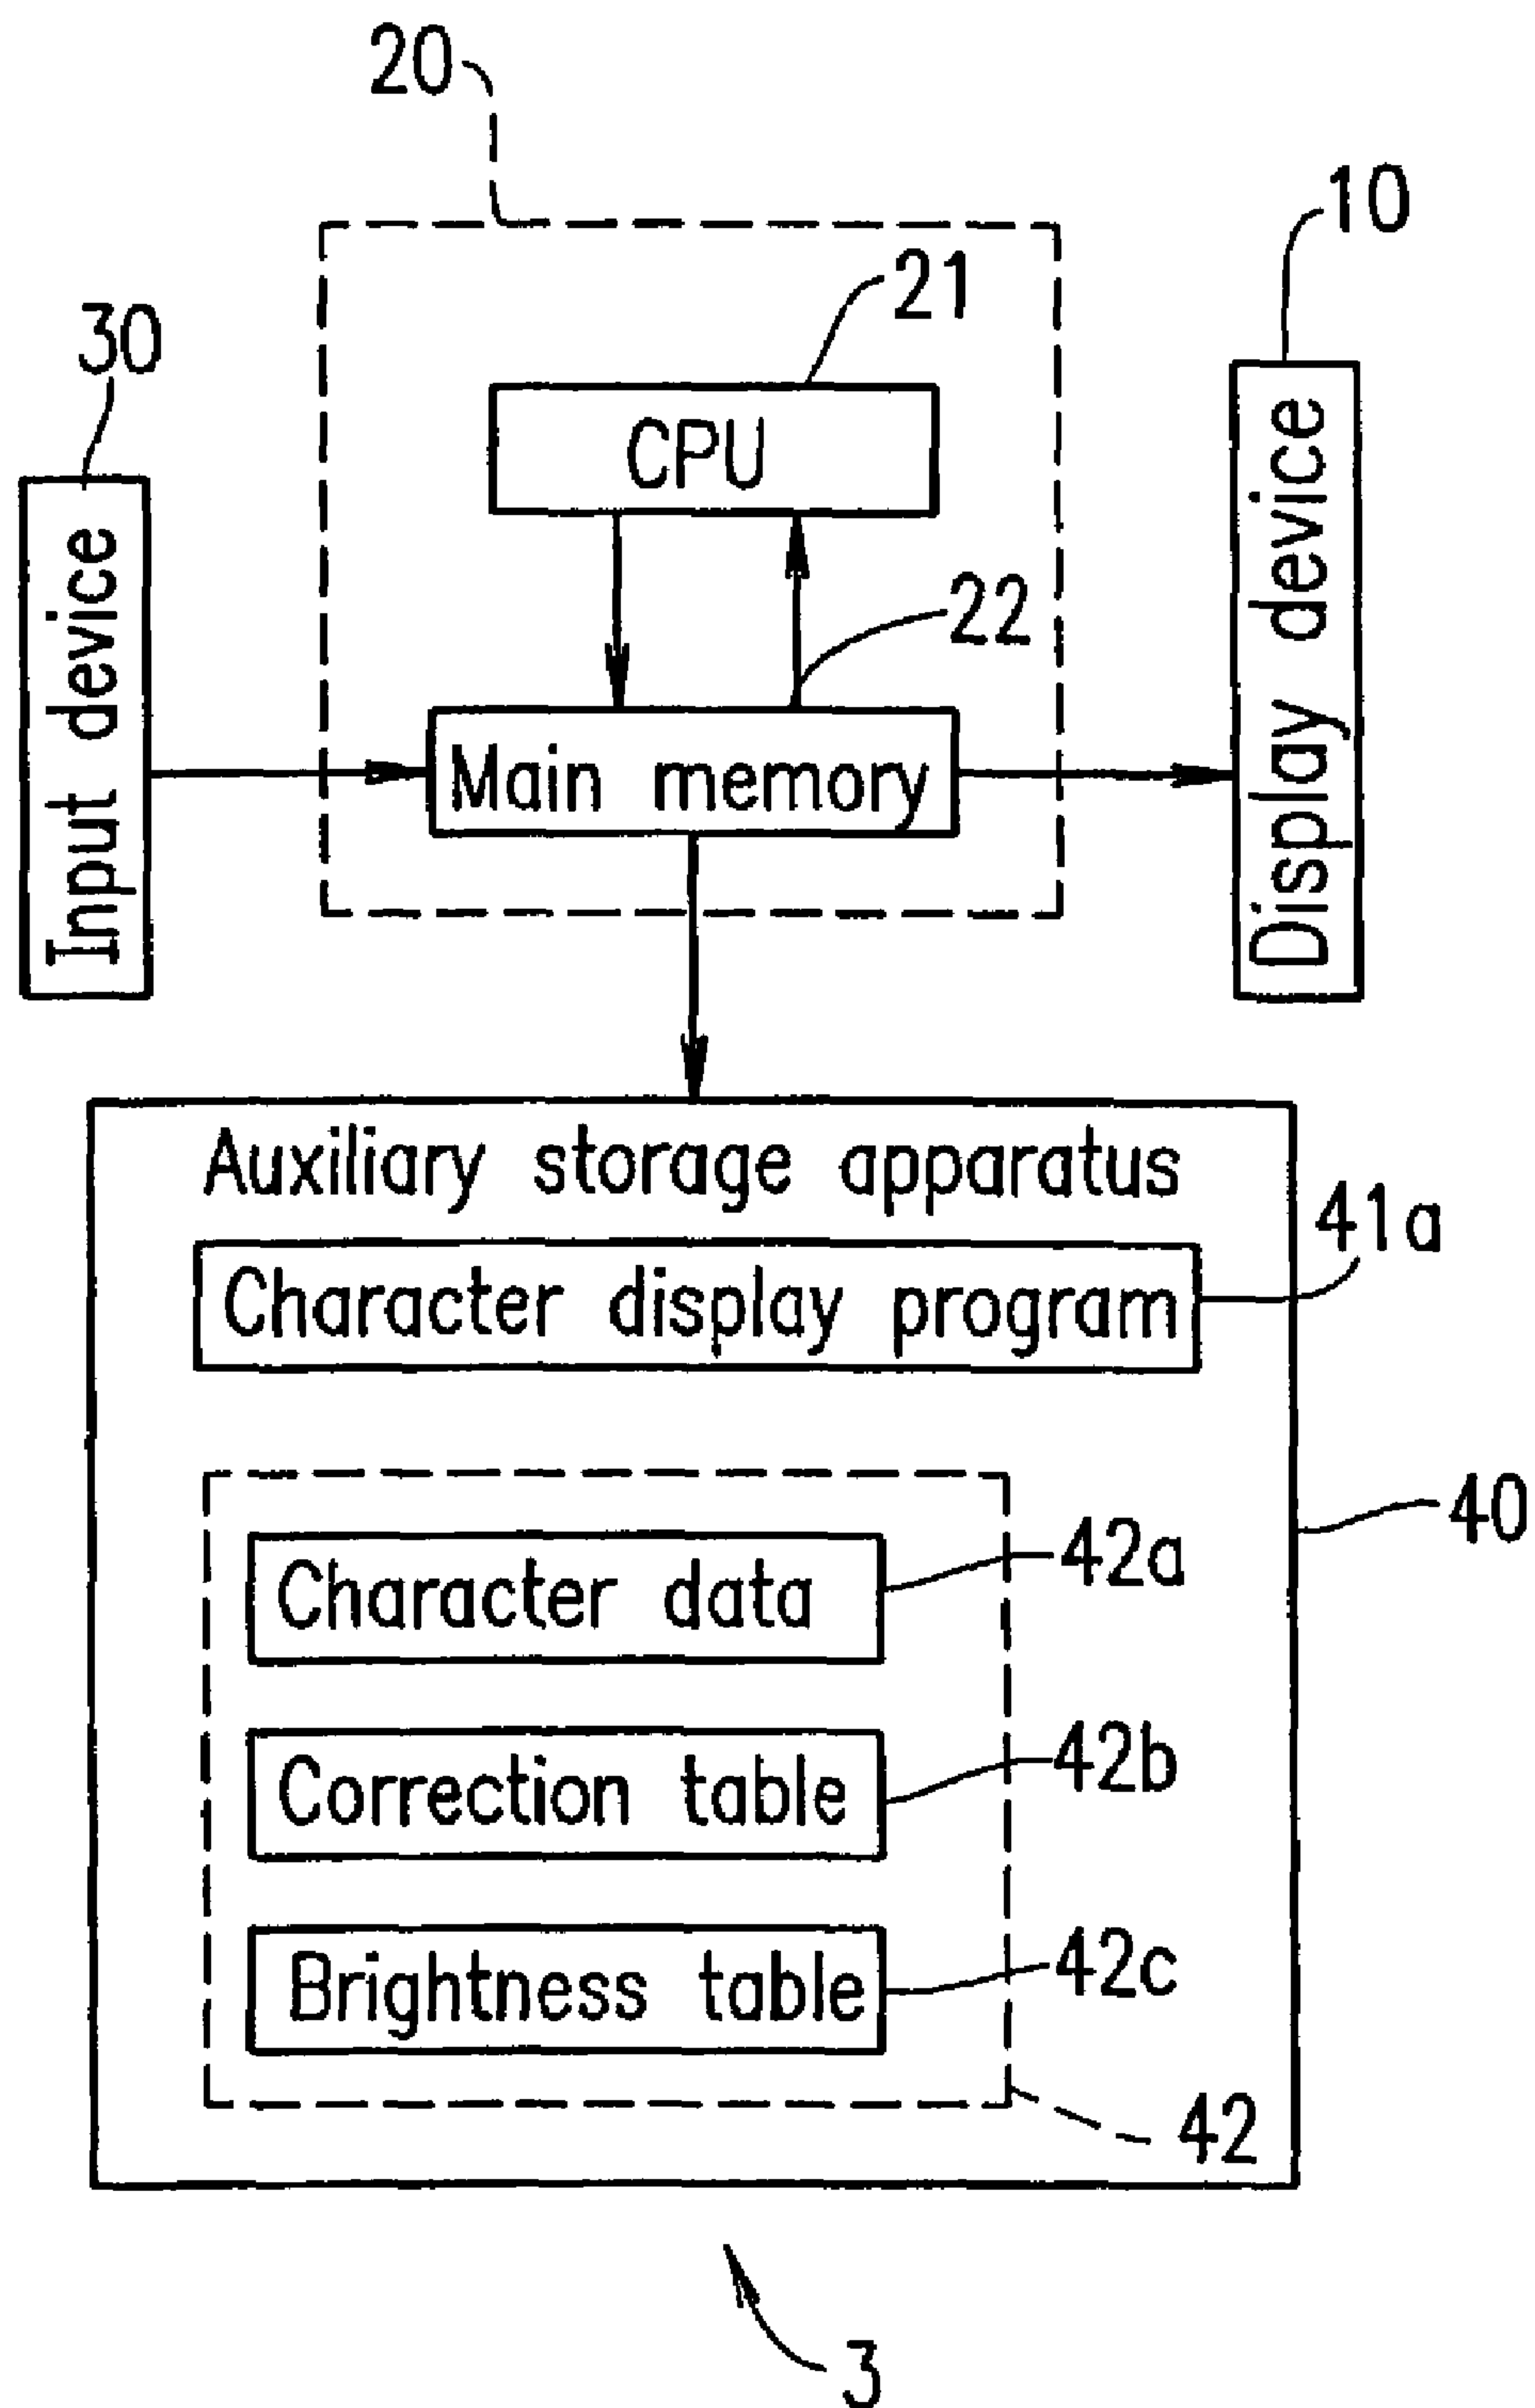 20
10
21
30
CPU
22
Input device
Main memory
Display device
Auxiliary storage apparatus
41a
Character display program
40
42a
Character data
42b
Correction table
42c
Brightness table
42
3